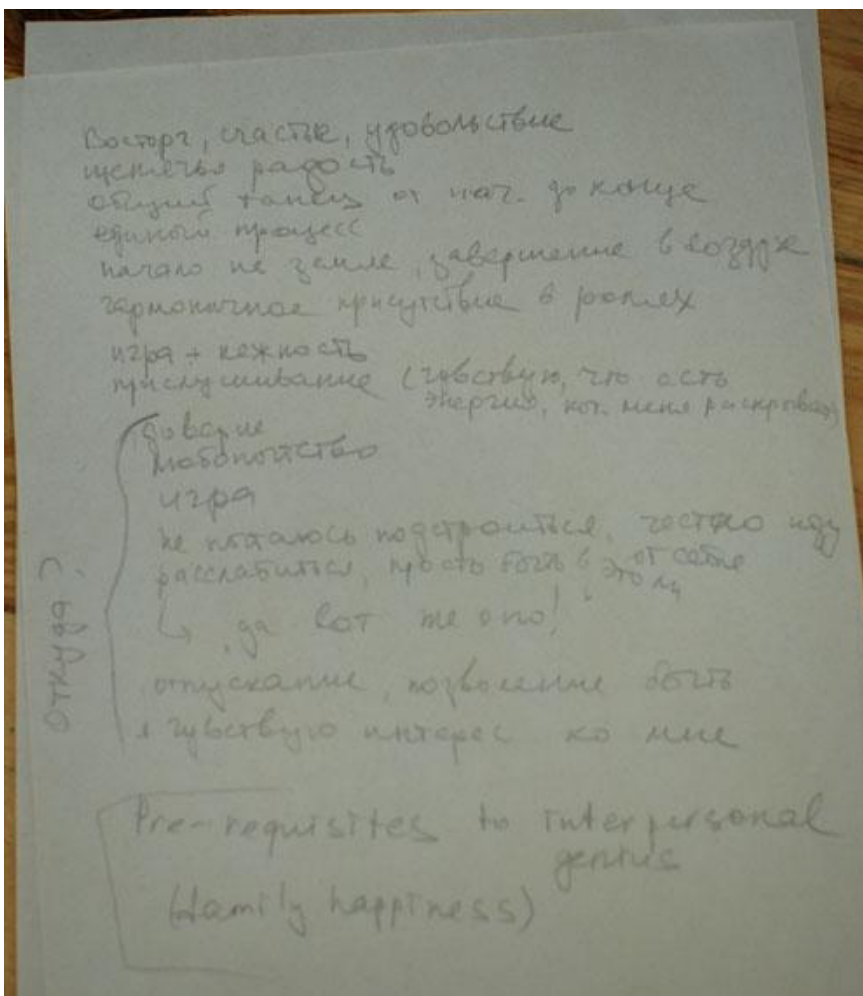 Восторг, счастье, удовольствие
щенячья радость
общий танец от нач. до конца
единый процесс
начало на земле, завершение в воздухе
гармоничное присутствие в ролях
игра + нежность
прислушивание (чувствую, что есть
энергия, кот. меня раскрывает)
Откуда?
доверие
любопытство
игра
не пытаюсь подстроиться, честно иду
от себя
расслабиться, просто быть в этом
↳ да вот же оно!
отпускание, позволение быть
я чувствую интерес ко мне
Pre-requisites to interpersonal
genius
(family happiness)